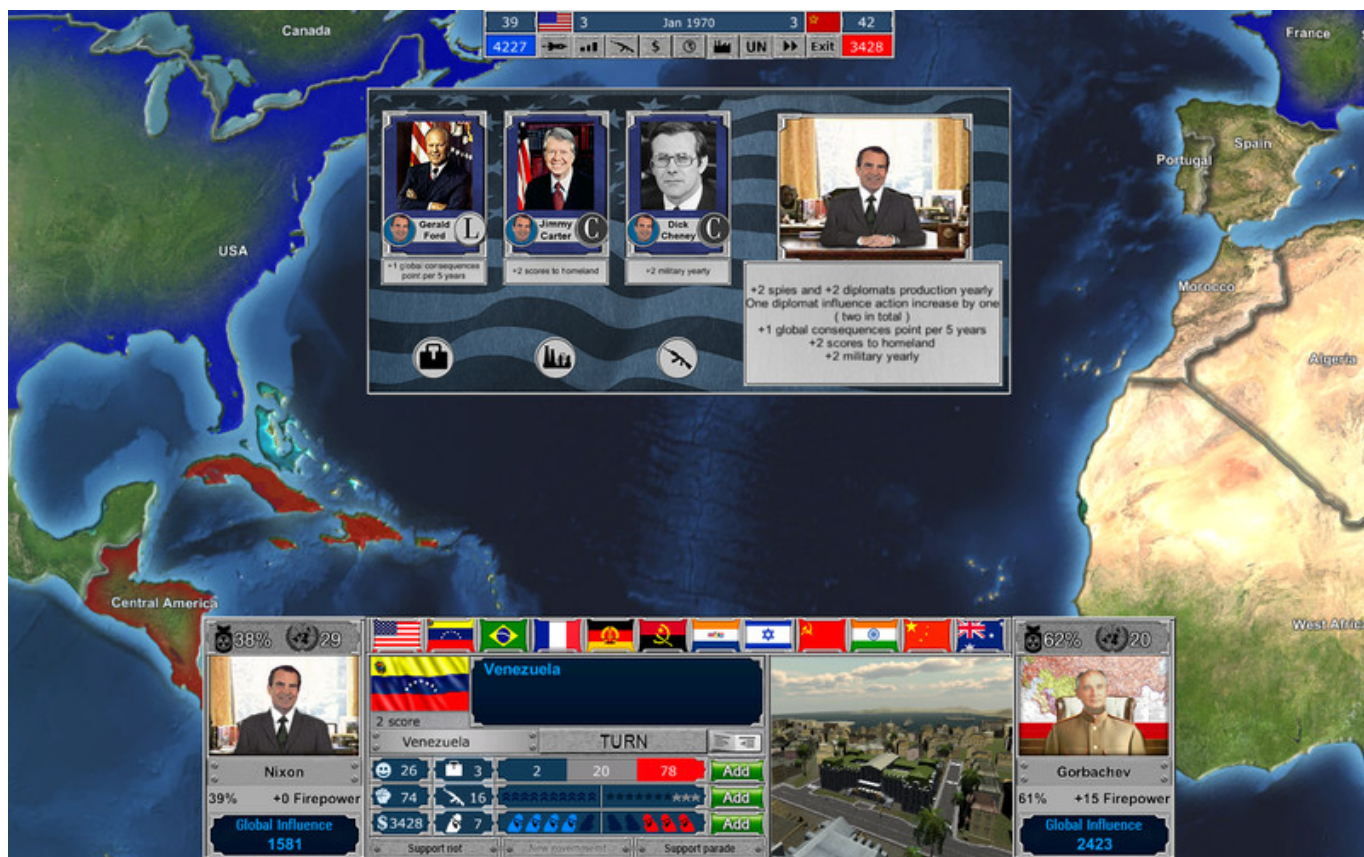 39 3 Jan 1970 3 42
4227 $ UN Exit 3428
Canada
France
USA
Spain
Portugal
Morocco
Algeria
Central America
Gerald Ford L
Jimmy Carter C
Dick Cheney C
+1 global consequences
point per 5 years
+2 scores to homeland
+2 military yearly
+2 spies and +2 diplomats production yearly
One diplomat influence action increase by one
( two in total )
+1 global consequences point per 5 years
+2 scores to homeland
+2 military yearly
38% 29
Nixon
39% +0 Firepower
Global Influence
1581
Venezuela
2 score
Venezuela TURN
26 3 2 20 78 Add
74 16 Add
$3428 7 Add
Support riot New government Support parade
62% 20
Gorbachev
61% +15 Firepower
Global Influence
2423